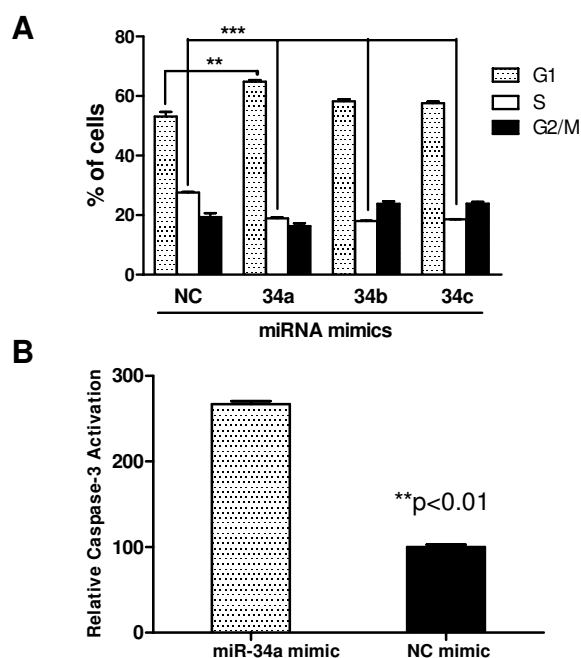 A
% of cells
80
60
40
20
0
***
**
G1
S
G2/M
NC 34a 34b 34c
miRNA mimics
B
Relative Caspase-3 Activation
300
200
100
0
**p<0.01
miR-34a mimic NC mimic